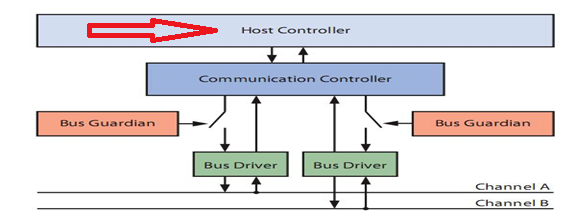 Host Controller
Communication Controller
Bus Guardian
Bus Guardian
Bus Driver
Bus Driver
Channel A
Channel B